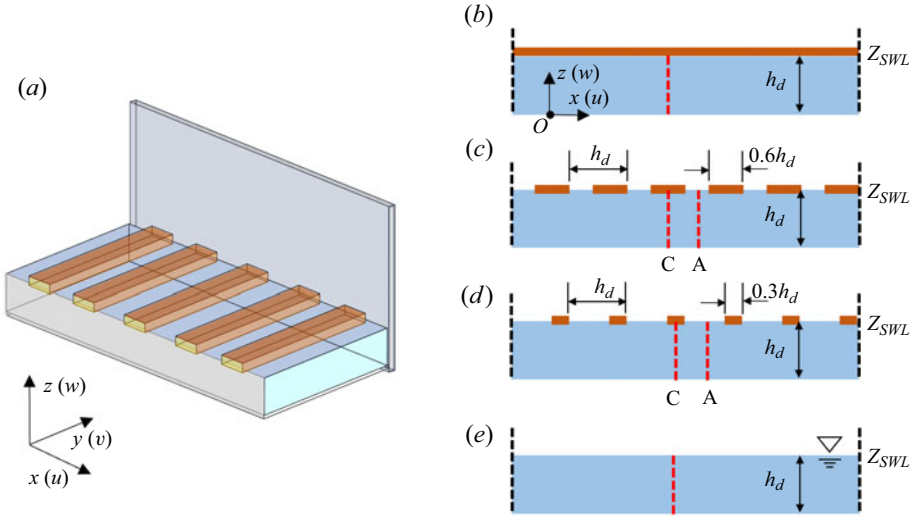 (a)
z (w)
y (v)
x (u)
(b)
Z_SWL
h_d
z (w)
x (u)
O
(c)
h_d
0.6h_d
Z_SWL
h_d
C
A
(d)
h_d
0.3h_d
Z_SWL
h_d
C
A
(e)
Z_SWL
h_d